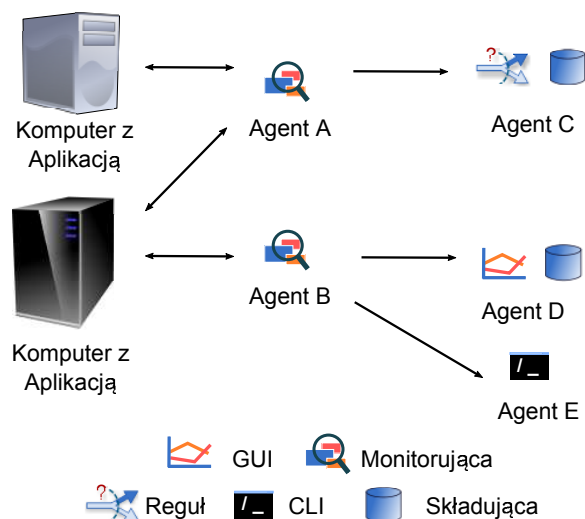 Komputer z
Aplikacją
Agent A
?
Agent C
Komputer z
Aplikacją
Agent B
Agent D
/ _
Agent E
GUI
Monitorująca
?
Reguł
/ _
CLI
Składująca